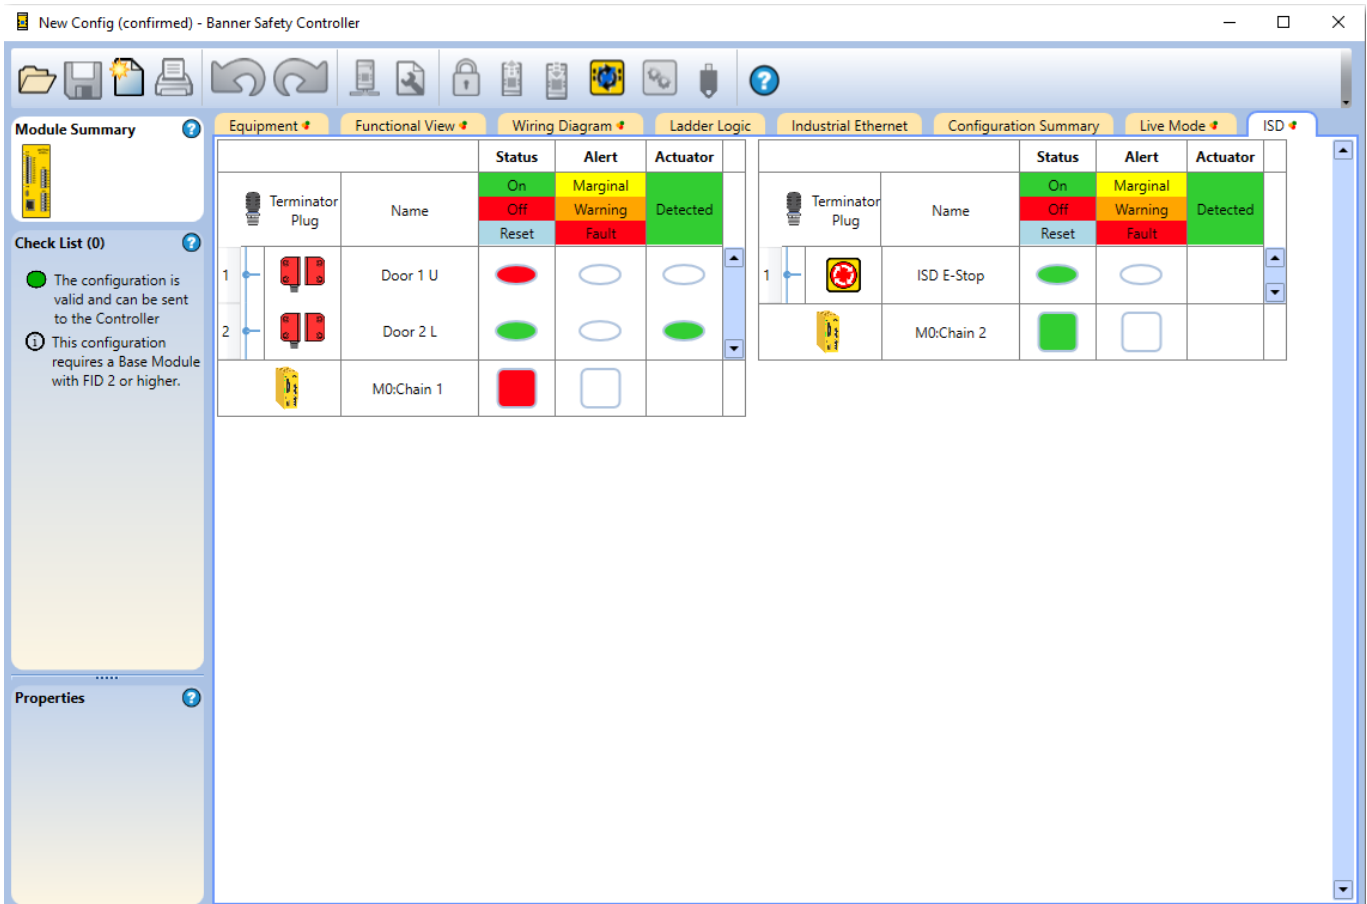 New Config (confirmed) - Banner Safety Controller
Module Summary
Equipment
Functional View
Wiring Diagram
Ladder Logic
Industrial Ethernet
Configuration Summary
Live Mode
ISD
Check List (0)
The configuration is
valid and can be sent
to the Controller
This configuration
requires a Base Module
with FID 2 or higher.
Properties
Status Alert Actuator
Terminator
Plug
Name
On Marginal
Off Warning Detected
Reset Fault
1 Door 1 U
2 Door 2 L
M0:Chain 1
Status Alert Actuator
Terminator
Plug
Name
On Marginal
Off Warning Detected
Reset Fault
1 ISD E-Stop
M0:Chain 2